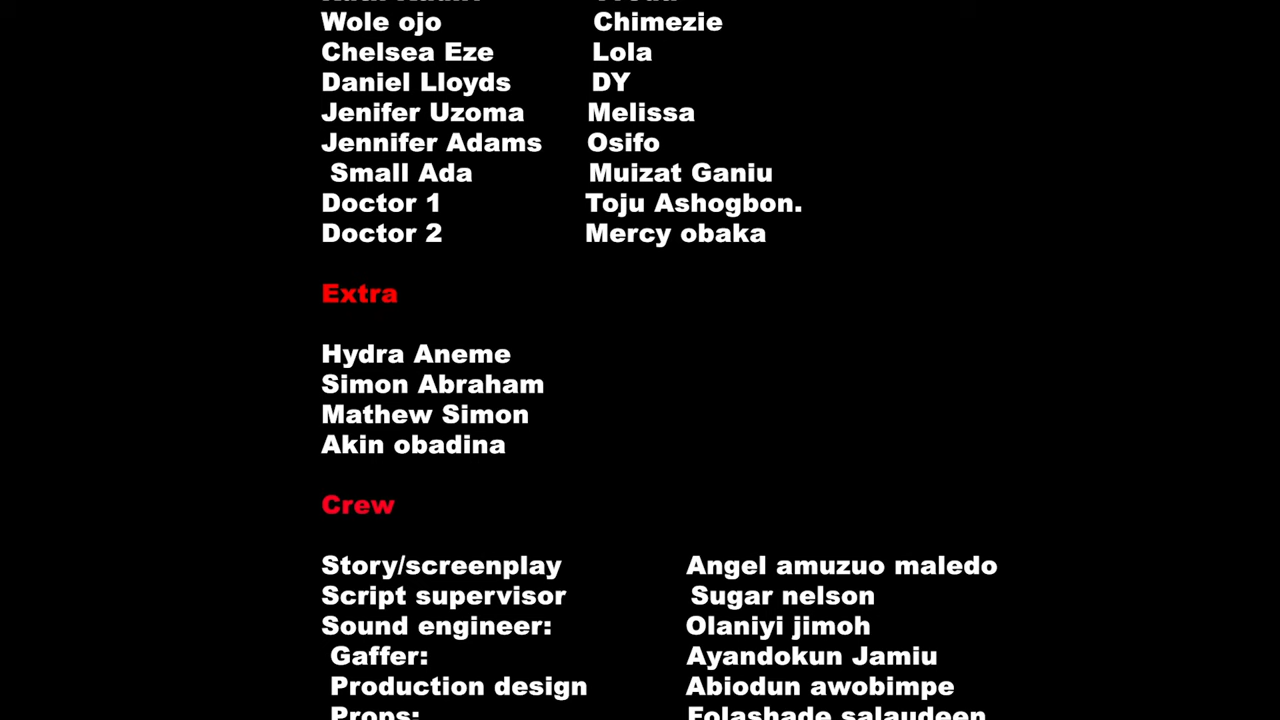 Wole ojo Chimezie
Chelsea Eze Lola
Daniel Lloyds DY
Jenifer Uzoma Melissa
Jennifer Adams Osifo
Small Ada Muizat Ganiu
Doctor 1 Toju Ashogbon.
Doctor 2 Mercy obaka
Extra
Hydra Aneme
Simon Abraham
Mathew Simon
Akin obadina
Crew
Story/screenplay Angel amuzuo maledo
Script supervisor Sugar nelson
Sound engineer: Olaniyi jimoh
Gaffer: Ayandokun Jamiu
Production design Abiodun awobimpe
Props: Folashade salaudeen